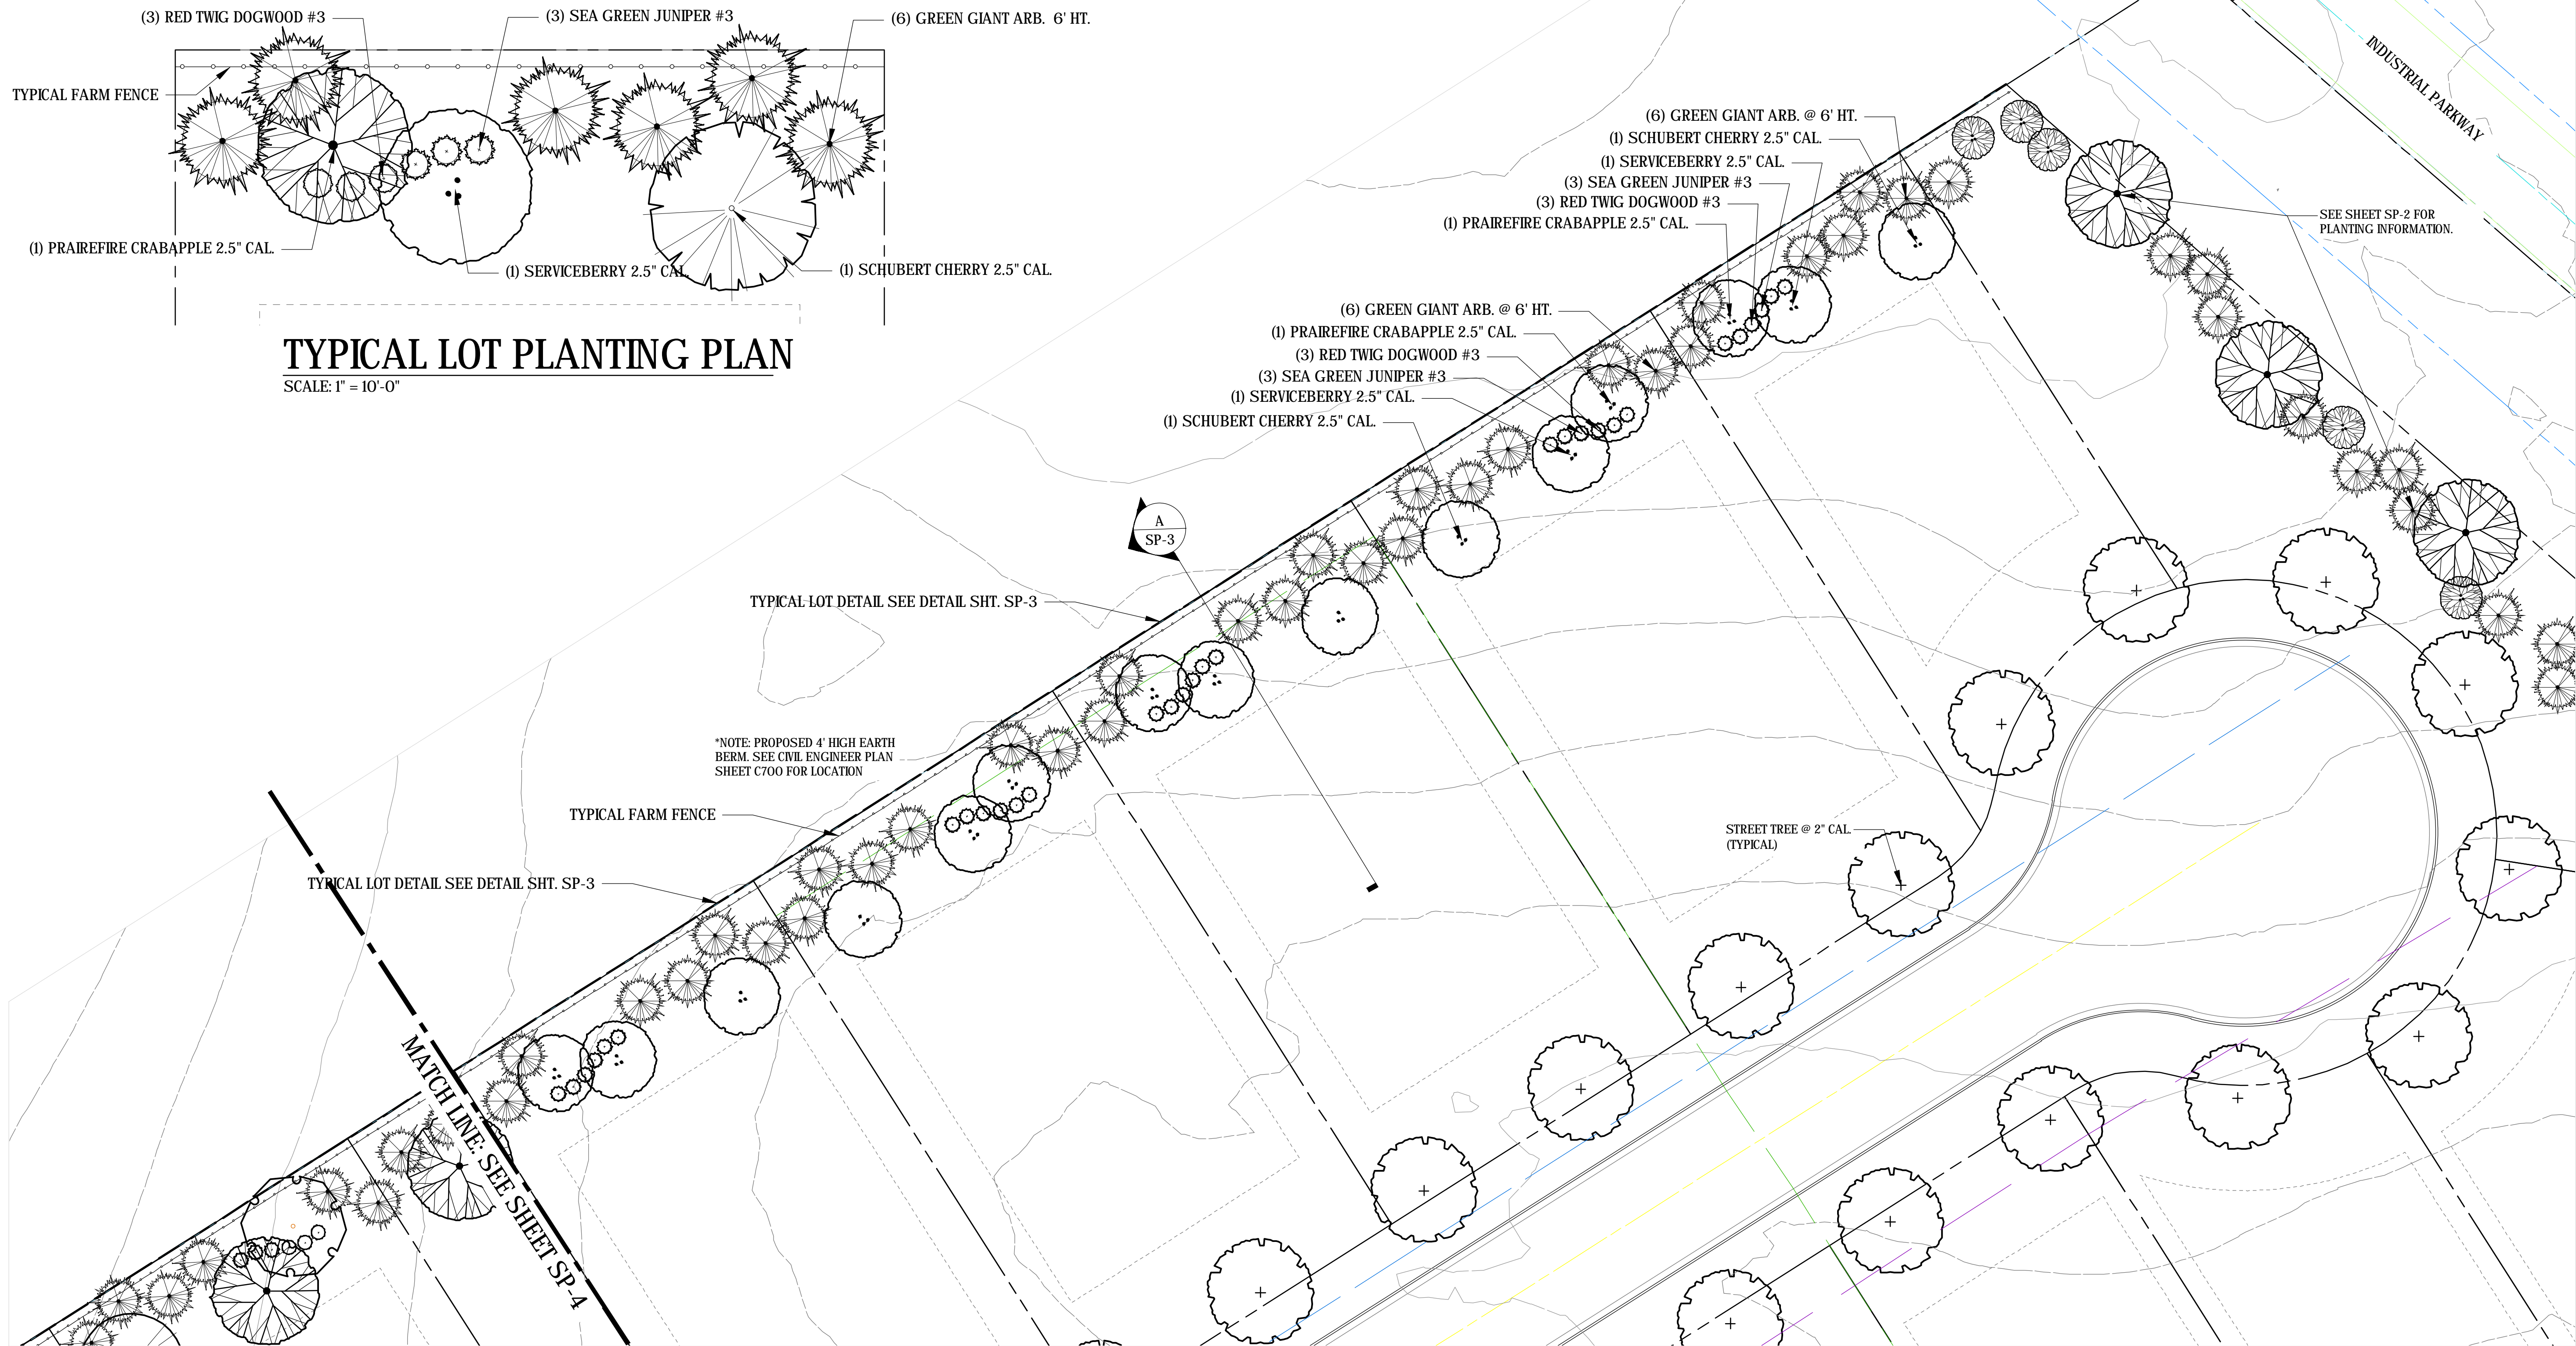 (3) RED TWIG DOGWOOD #3
(3) SEA GREEN JUNIPER #3
(6) GREEN GIANT ARB. 6' HT.
TYPICAL FARM FENCE
(1) PRAIREFIRE CRABAPPLE 2.5" CAL.
(1) SERVICEBERRY 2.5" CAL.
(1) SCHUBERT CHERRY 2.5" CAL.
TYPICAL LOT PLANTING PLAN
SCALE: 1" = 10'-0"
INDUSTRIAL PARKWAY
(6) GREEN GIANT ARB. @ 6' HT.
(1) SCHUBERT CHERRY 2.5" CAL.
(1) SERVICEBERRY 2.5" CAL.
(3) SEA GREEN JUNIPER #3
(3) RED TWIG DOGWOOD #3
(1) PRAIREFIRE CRABAPPLE 2.5" CAL.
SEE SHEET SP-2 FOR
PLANTING INFORMATION.
(6) GREEN GIANT ARB. @ 6' HT.
(1) PRAIREFIRE CRABAPPLE 2.5" CAL.
(3) RED TWIG DOGWOOD #3
(3) SEA GREEN JUNIPER #3
(1) SERVICEBERRY 2.5" CAL.
(1) SCHUBERT CHERRY 2.5" CAL.
A
SP-3
TYPICAL LOT DETAIL SEE DETAIL SHT. SP-3
*NOTE: PROPOSED 4' HIGH EARTH
BERM. SEE CIVIL ENGINEER PLAN
SHEET C700 FOR LOCATION
TYPICAL FARM FENCE
STREET TREE @ 2" CAL.
(TYPICAL)
TYPICAL LOT DETAIL SEE DETAIL SHT. SP-3
MATCH LINE: SEE SHEET SP-4